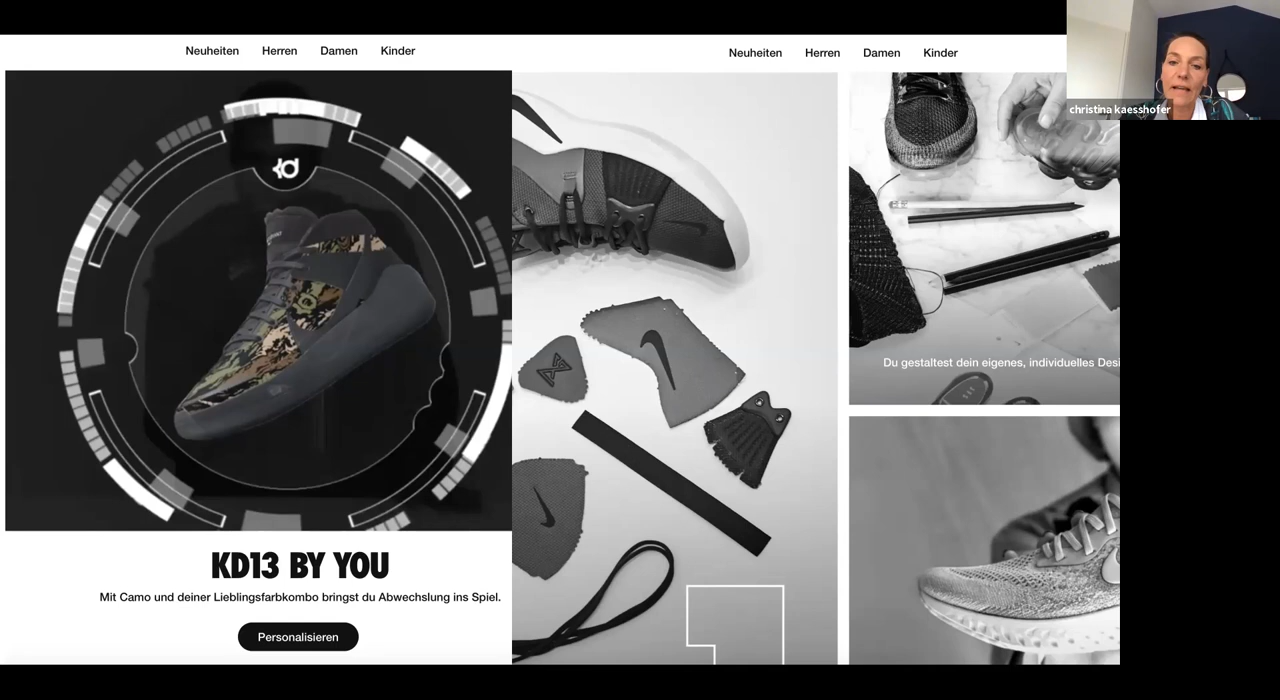 Neuheiten Herren Damen Kinder
KD13 BY YOU
Mit Camo und deiner Lieblingsfarbkombo bringst du Abwechslung ins Spiel.
Personalisieren
Neuheiten Herren Damen Kinder
Du gestaltest dein eigenes, individuelles Desi
christina kaesshofer